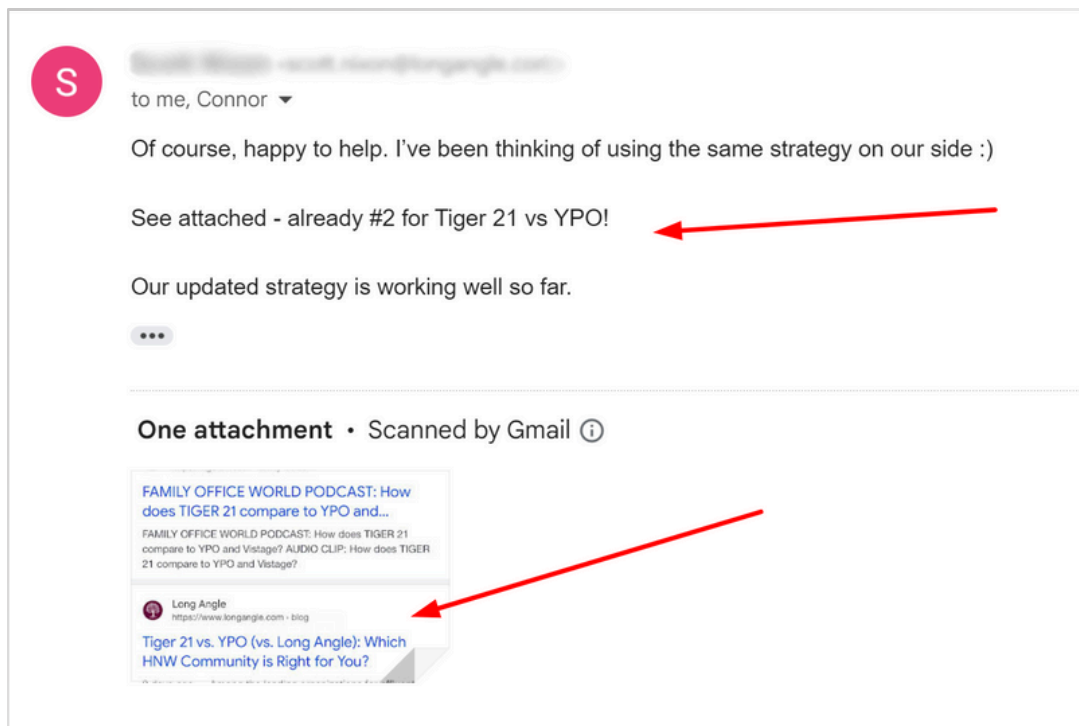 S
to me, Connor
Of course, happy to help. I've been thinking of using the same strategy on our side :)
See attached - already #2 for Tiger 21 vs YPO!
Our updated strategy is working well so far.
One attachment • Scanned by Gmail
FAMILY OFFICE WORLD PODCAST: How
does TIGER 21 compare to YPO and...
FAMILY OFFICE WORLD PODCAST: How does TIGER 21
compare to YPO and Vistage? AUDIO CLIP: How does TIGER
21 compare to YPO and Vistage?
Long Angle
https://www.longangle.com › blog
Tiger 21 vs. YPO (vs. Long Angle): Which
HNW Community is Right for You?